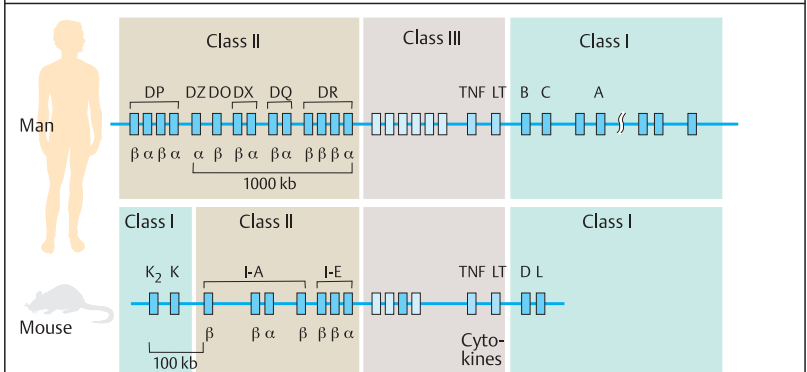 Class II Class III Class I
DP DZ DO DX DQ DR TNF LT B C A
Man
β α β α α β β α β α β β β α
1000 kb
Class I Class II Class I
K₂ K I-A I-E TNF LT D L
Mouse
β β α β β β α Cyto-
100 kb kines